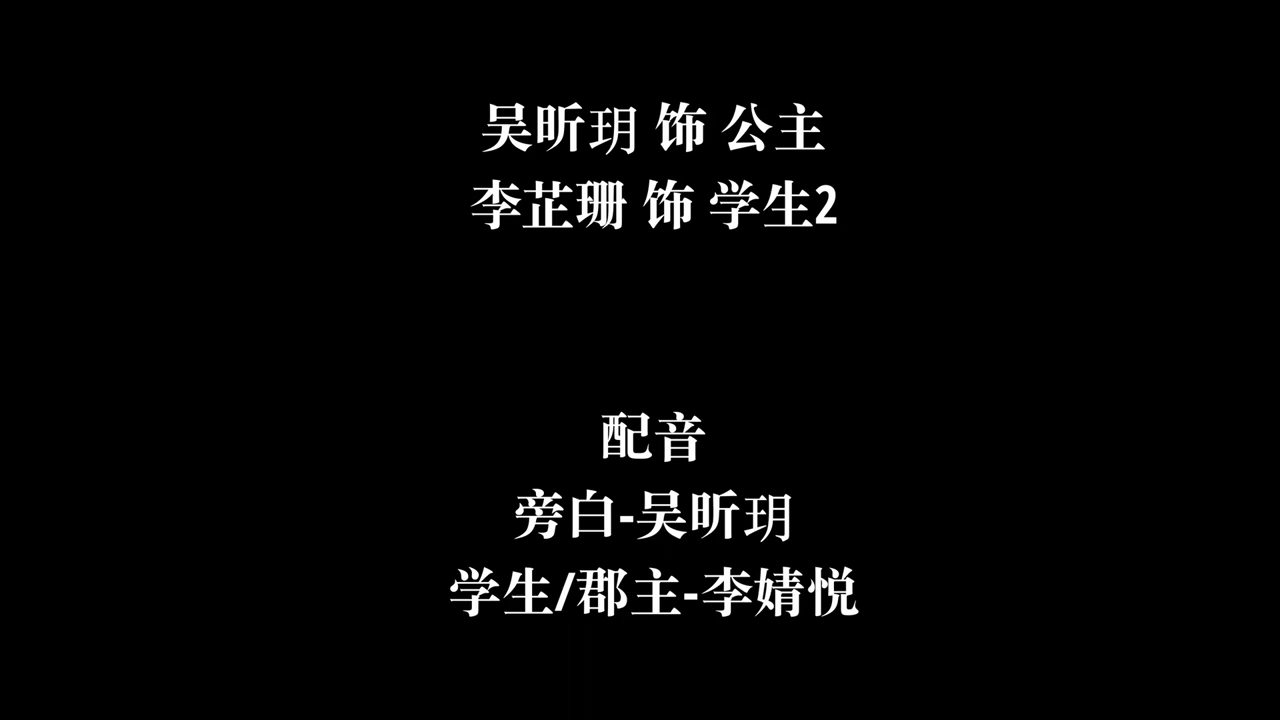 吴昕玥 饰 公主
李芷珊 饰 学生2
配音
旁白-吴昕玥
学生/郡主-李婧悦